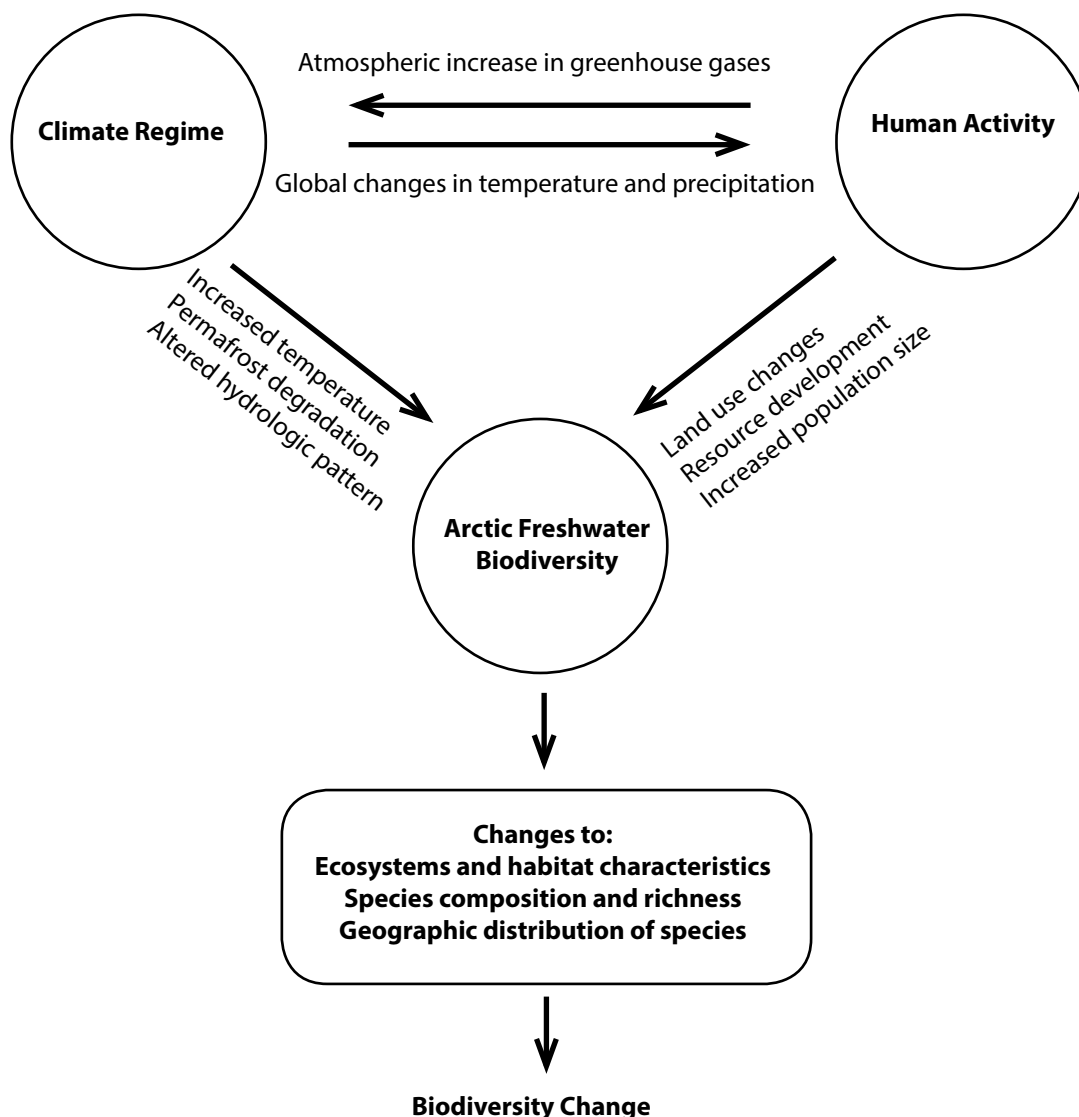 Atmospheric increase in greenhouse gases
Climate Regime
Human Activity
Global changes in temperature and precipitation
Increased temperature
Permafrost degradation
Altered hydrologic pattern
Land use changes
Resource development
Increased population size
Arctic Freshwater
Biodiversity
Changes to:
Ecosystems and habitat characteristics
Species composition and richness
Geographic distribution of species
Biodiversity Change